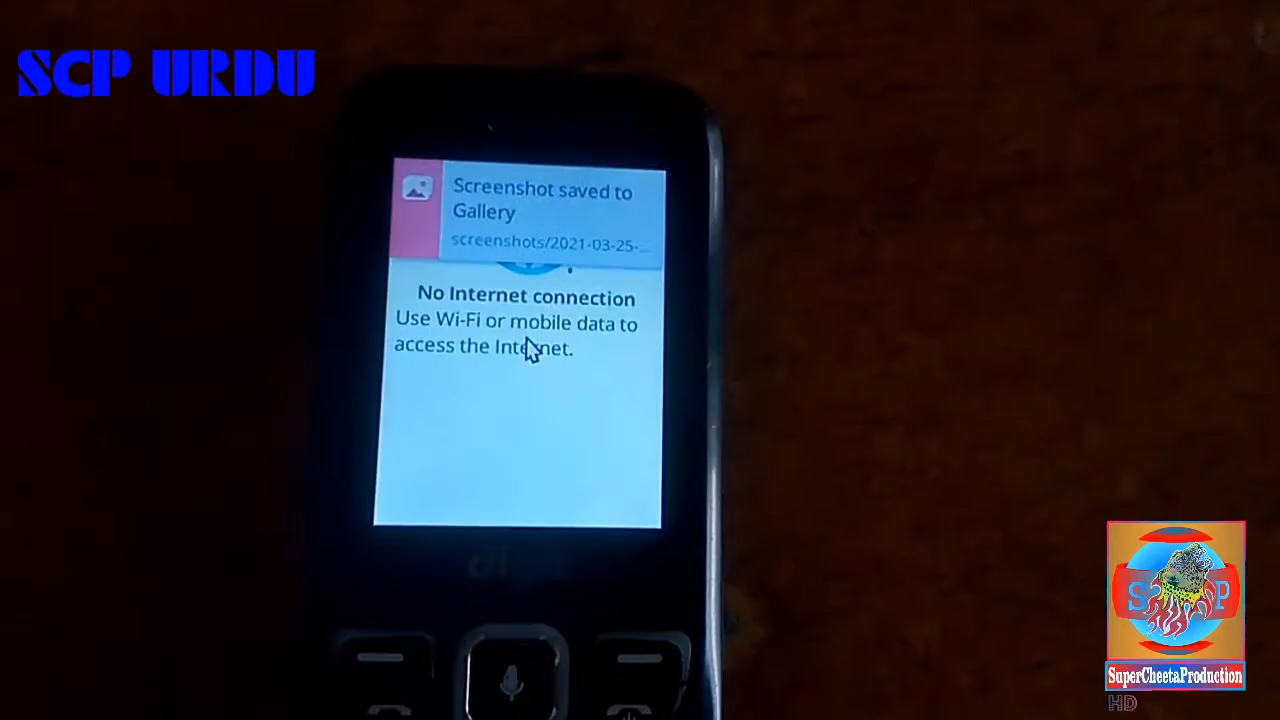 SCP URDU
Screenshot saved to
Gallery
screenshots/2021-03-25-...
No Internet connection
Use Wi-Fi or mobile data to
access the Internet.
S P
SuperCheetaProduction
HD